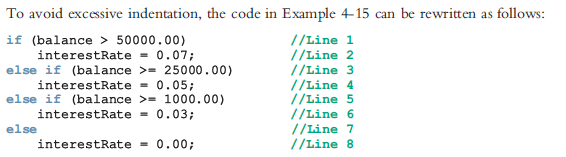 To avoid excessive indentation, the code in Example 4-15 can be rewritten as follows:
if (balance > 50000.00) //Line 1
    interestRate = 0.07; //Line 2
else if (balance >= 25000.00) //Line 3
    interestRate = 0.05; //Line 4
else if (balance >= 1000.00) //Line 5
    interestRate = 0.03; //Line 6
else //Line 7
    interestRate = 0.00; //Line 8